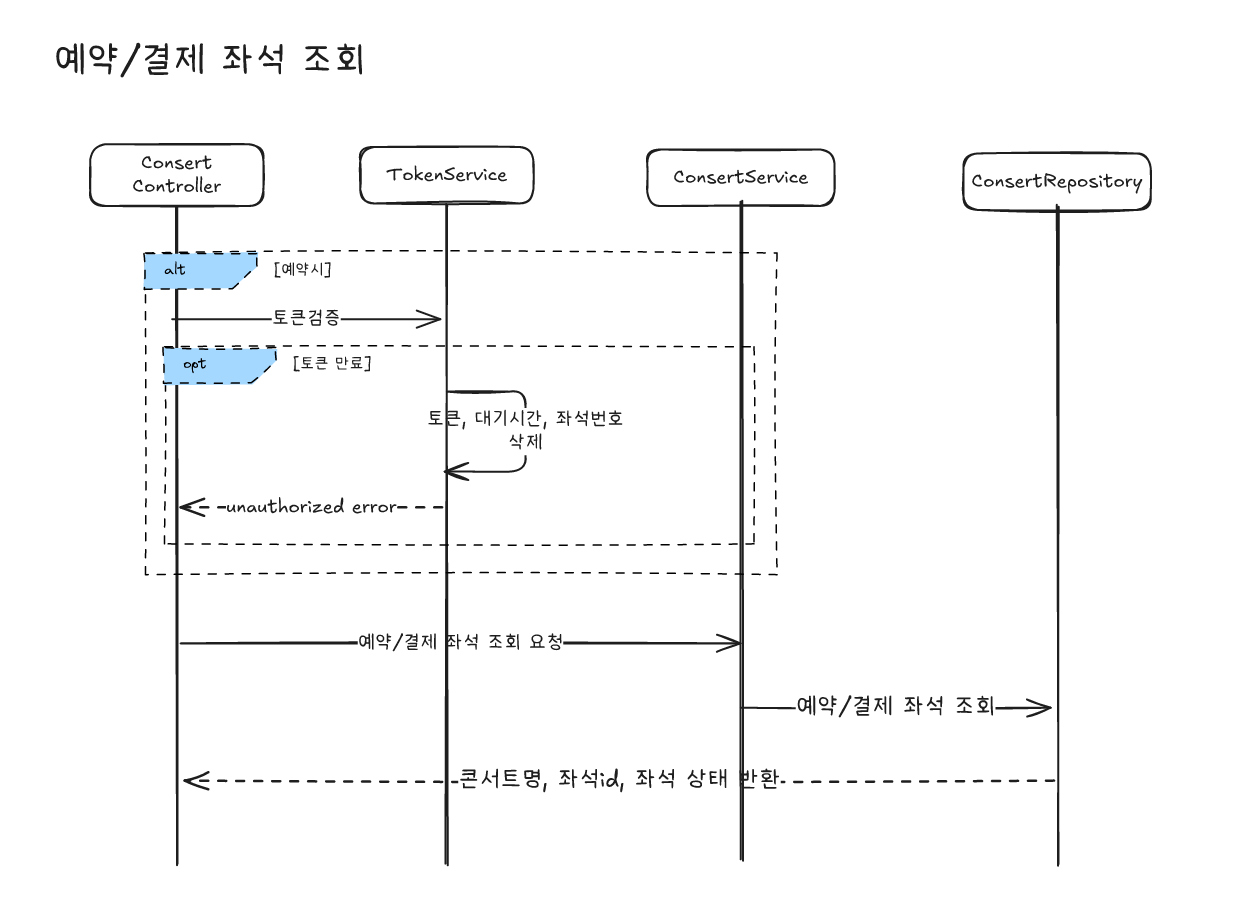 예약/결제 좌석 조회
Consert
Controller
TokenService
ConsertService
ConsertRepository
alt
[예약시]
토큰검증
opt
[토큰 만료]
토큰, 대기시간, 좌석번호
삭제
unauthorized error
예약/결제 좌석 조회 요청
예약/결제 좌석 조회
콘서트명, 좌석id, 좌석 상태 반환